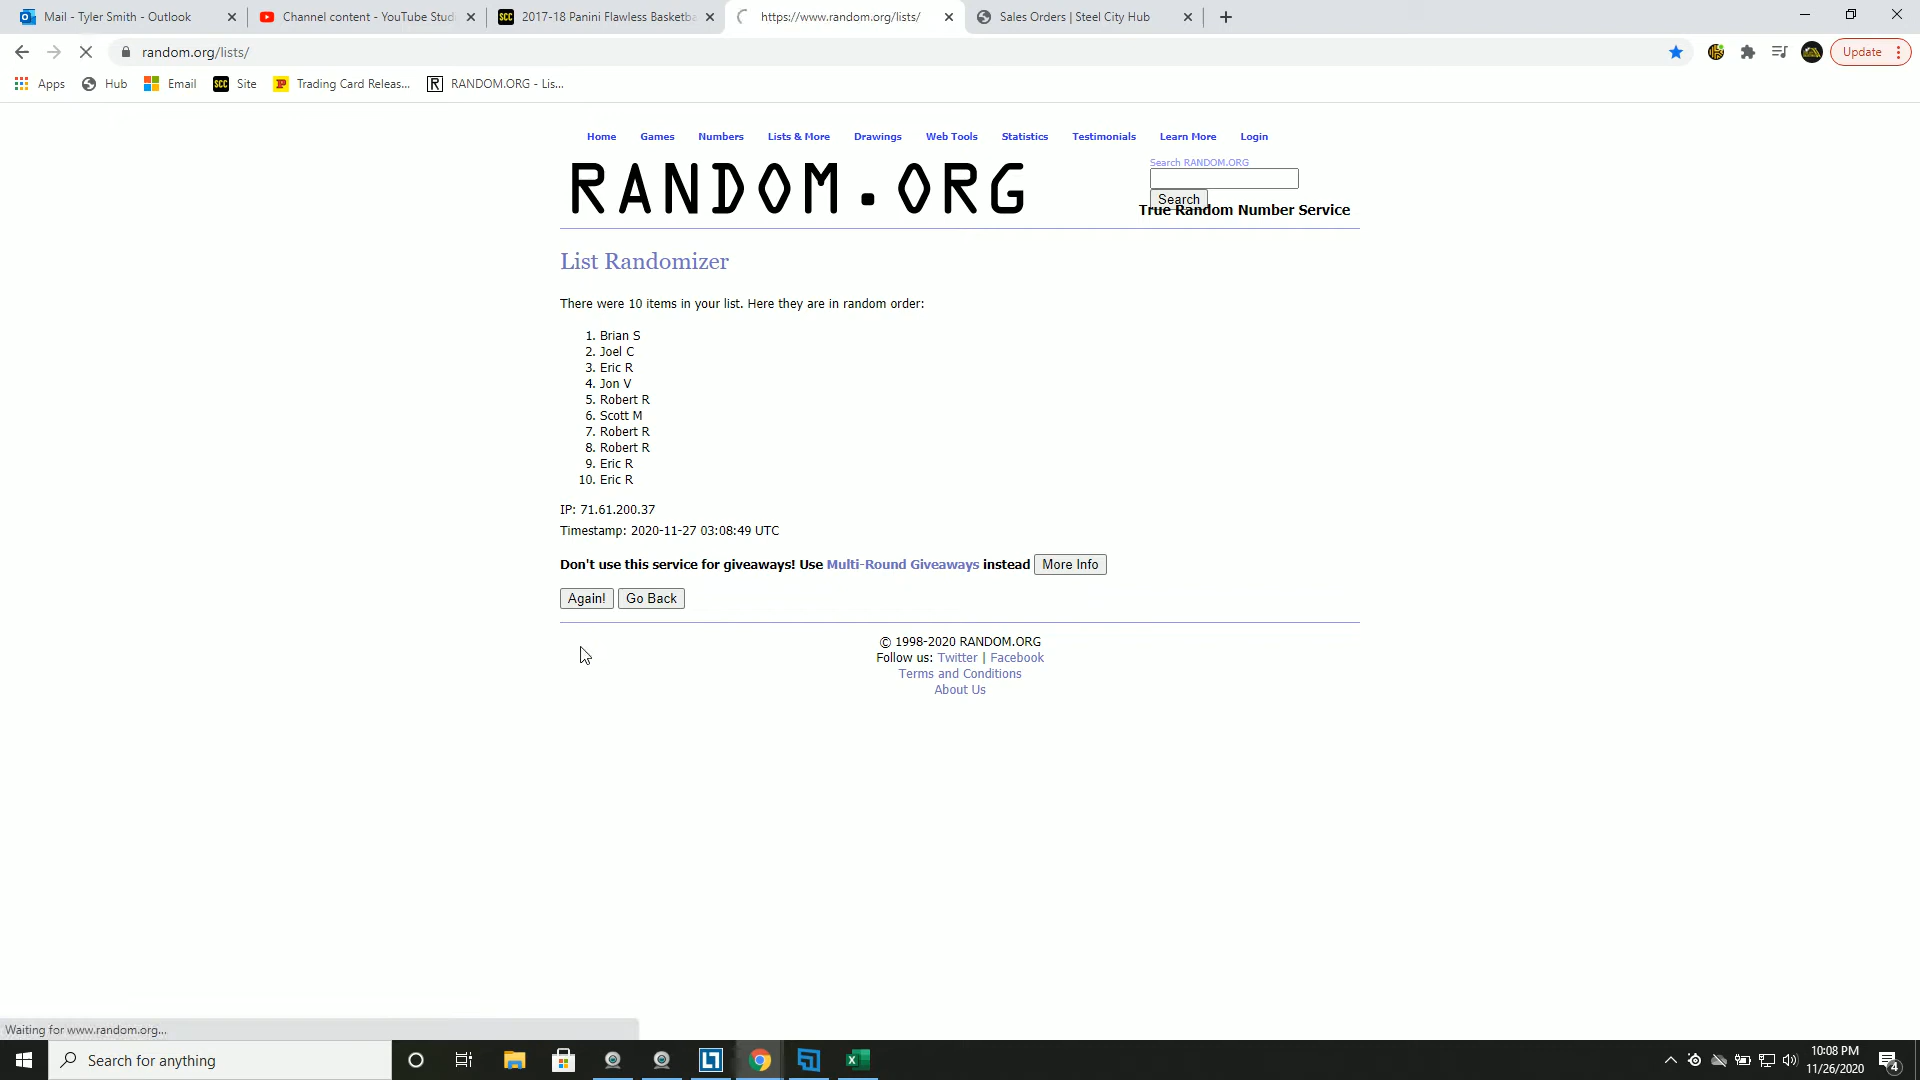 Mail - Tyler Smith - Outlook
Channel content - YouTube Stud
2017-18 Panini Flawless Basketba
https://www.random.org/lists/
Sales Orders | Steel City Hub
random.org/lists/
Update
Apps
Hub
Email
SCC
Site
Trading Card Releas...
RANDOM.ORG - Lis...
Home Games Numbers Lists & More Drawings Web Tools Statistics Testimonials Learn More Login
RANDOM.ORG
Search RANDOM.ORG
Search
True Random Number Service
List Randomizer
There were 10 items in your list. Here they are in random order:
1. Brian S
2. Joel C
3. Eric R
4. Jon V
5. Robert R
6. Scott M
7. Robert R
8. Robert R
9. Eric R
10. Eric R
IP: 71.61.200.37
Timestamp: 2020-11-27 03:08:49 UTC
Don't use this service for giveaways! Use Multi-Round Giveaways instead More Info
Again! Go Back
© 1998-2020 RANDOM.ORG
Follow us: Twitter | Facebook
Terms and Conditions
About Us
Waiting for www.random.org...
Search for anything
10:08 PM
11/26/2020
4